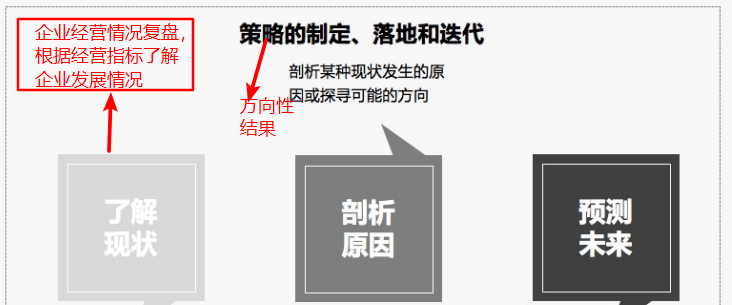 企业经营情况复盘，
根据经营指标了解
企业发展情况
策略的制定、落地和迭代
剖析某种现状发生的原
因或探寻可能的方向
万向性
结果
了解
现状
剖析
原因
预测
未来